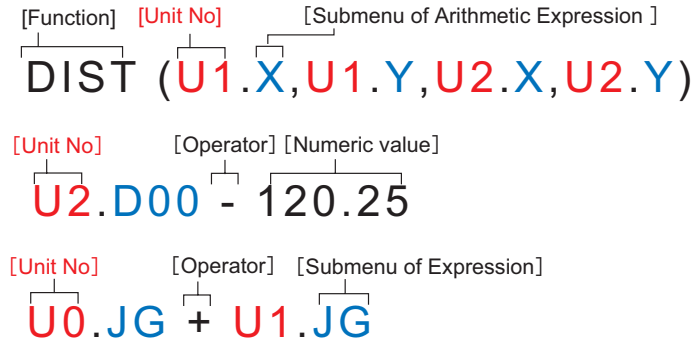 [Function] [Unit No] [Submenu of Arithmetic Expression ]
DIST (U1.X,U1.Y,U2.X,U2.Y)
[Unit No] [Operator] [Numeric value]
U2.D00 - 120.25
[Unit No] [Operator] [Submenu of Expression]
U0.JG + U1.JG